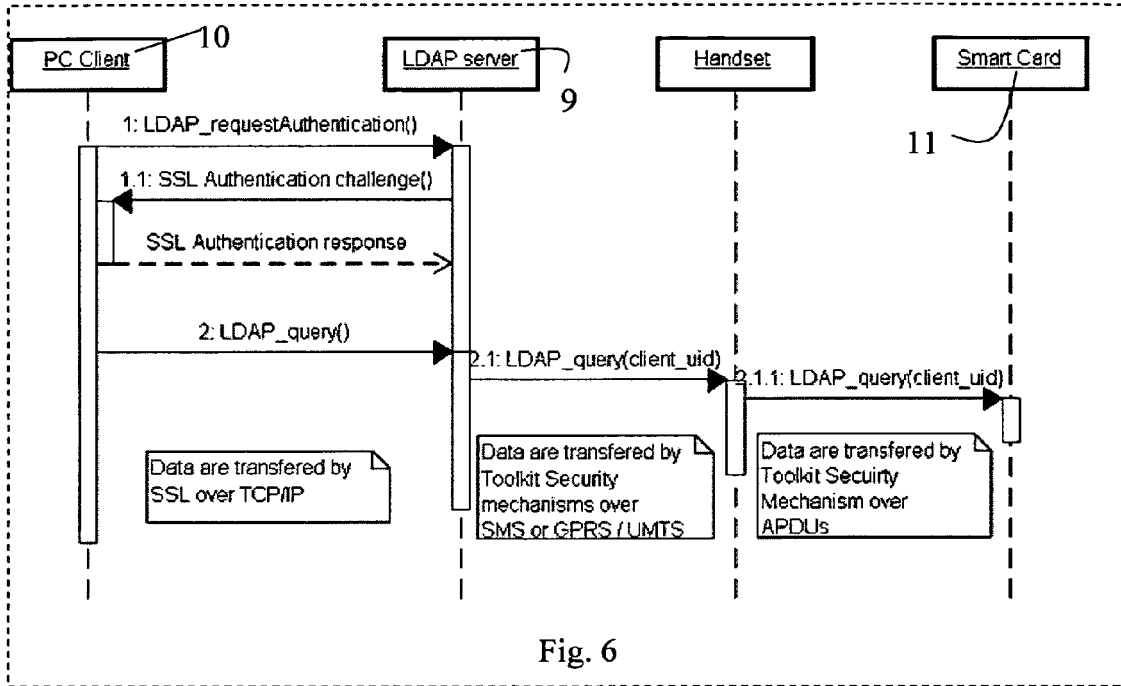 10
PC Client
LDAP server
Handset
Smart Card
9
11
1: LDAP_requestAuthentication()
1.1: SSL Authentication challenge()
SSL Authentication response
2: LDAP_query()
2.1: LDAP_query(client_uid)
2.1.1: LDAP_query(client_uid)
Data are transfered by
SSL over TCP/IP
Data are transfered by
Toolkit Security
mechanisms over
SMS or GPRS / UMTS
Data are transfered by
Toolkit Secuirty
Mechanism over
APDUs
Fig. 6